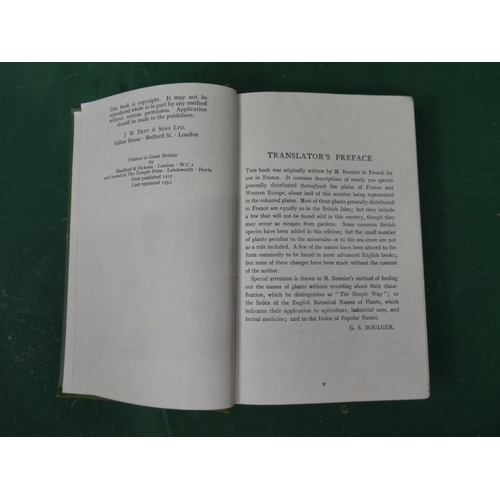 This book is copyright. It may not be
reproduced whole or in part by any method
without written permission. Application
should be made to the publishers:
J. M. DENT & SONS LTD.
Aldine House · Bedford St. · London
Printed in Great Britain
by
Bradford & Dickens · London · W.C.1
and bound at The Temple Press · Letchworth · Herts
First published 1917
Last reprinted 1952
TRANSLATOR'S PREFACE
THIS book was originally written by M. Bonnier in French for
use in France. It contains descriptions of nearly 700 species
generally distributed throughout the plains of France and
Western Europe, about half of this number being represented
in the coloured plates. Most of these plants generally distributed
in France are equally so in the British Isles; but they include
a few that will not be found wild in this country, though they
may occur as escapes from gardens. Some common British
species have been added in this edition; but the small number
of plants peculiar to the mountains or to the sea-shore are not
as a rule included. A few of the names have been altered to the
form commonly to be found in more advanced English books;
but none of these changes have been made without the consent
of the author.
Special attention is drawn to M. Bonnier's method of finding
out the names of plants without troubling about their classi-
fication, which he distinguishes as "The Simple Way"; to
the Index of the English Botanical Names of Plants, which
indicates their application to agriculture, industrial uses, and
herbal medicine; and to the Index of Popular Names.
G. S. BOULGER.
v